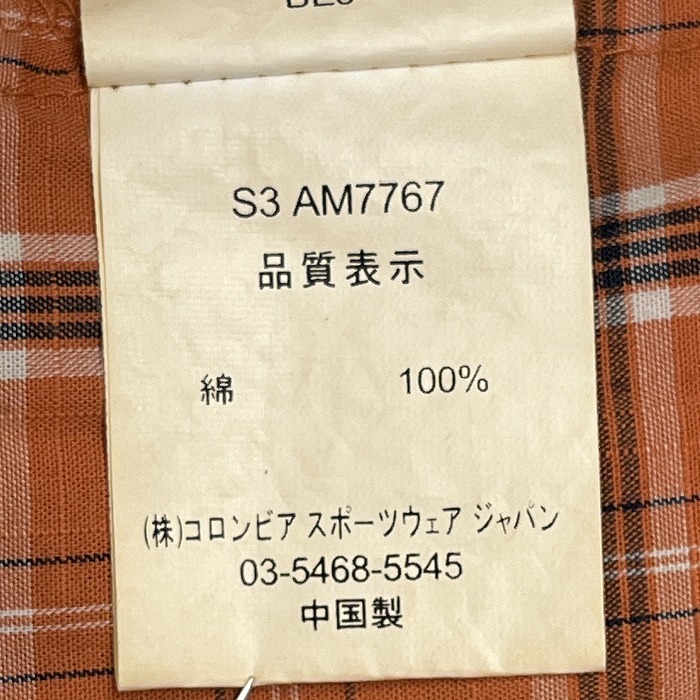 S3 AM7767
品質表示
綿 100%
(株)コロンビア スポーツウェア ジャパン
03-5468-5545
中国製